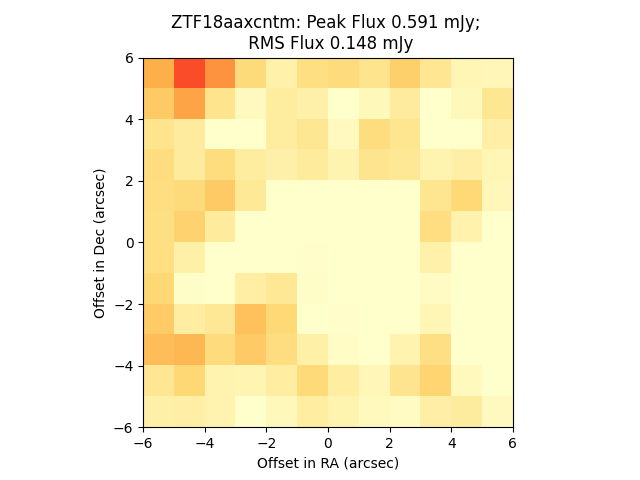 ZTF18aaxcntm: Peak Flux 0.591 mJy;
RMS Flux 0.148 mJy
6
4
2
0
−2
−4
−6
Offset in Dec (arcsec)
−6 −4 −2 0 2 4 6
Offset in RA (arcsec)